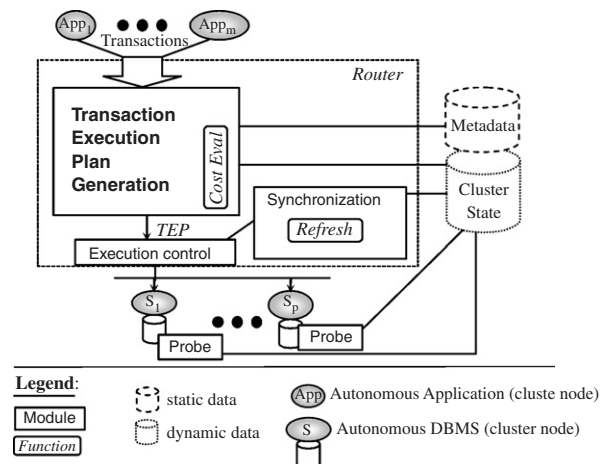 App1 ● ● ● Appm
Transactions
Router
Transaction
Execution
Plan
Generation
Cost Eval
Metadata
Cluster
State
Synchronization
Refresh
TEP
Execution control
S1 ● ● ● Sp
Probe
Probe
Legend:
Module
Function
static data
dynamic data
App Autonomous Application (cluste node)
S Autonomous DBMS (cluster node)